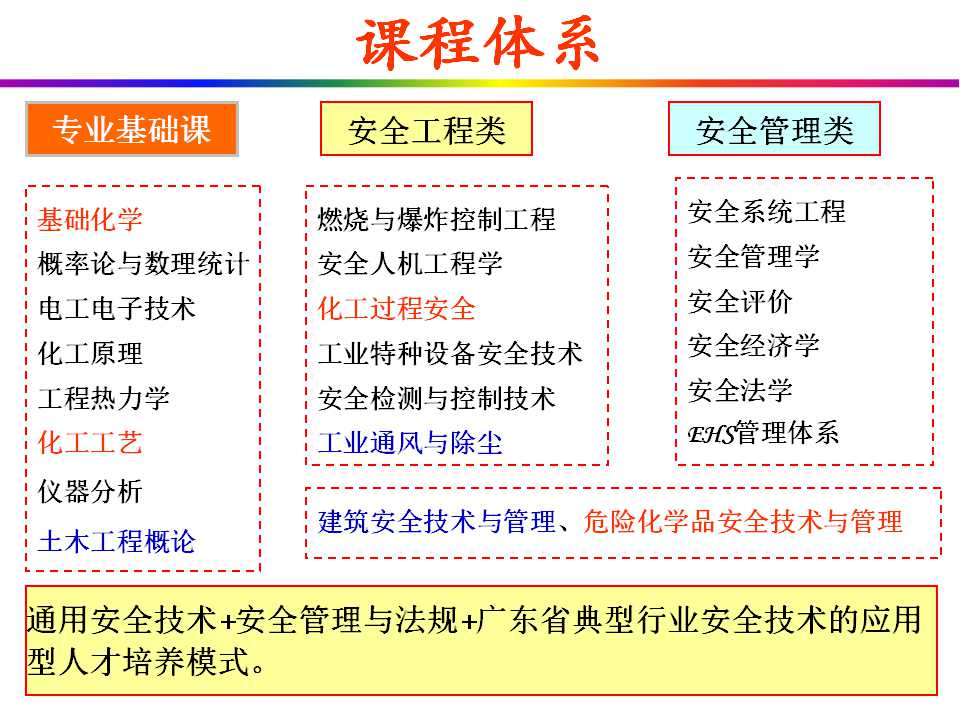 课程体系
专业基础课
安全工程类
安全管理类
基础化学
概率论与数理统计
电工电子技术
化工原理
工程热力学
化工工艺
仪器分析
土木工程概论
燃烧与爆炸控制工程
安全人机工程学
化工过程安全
工业特种设备安全技术
安全检测与控制技术
工业通风与除尘
安全系统工程
安全管理学
安全评价
安全经济学
安全法学
EHS管理体系
建筑安全技术与管理、危险化学品安全技术与管理
通用安全技术+安全管理与法规+广东省典型行业安全技术的应用
型人才培养模式。